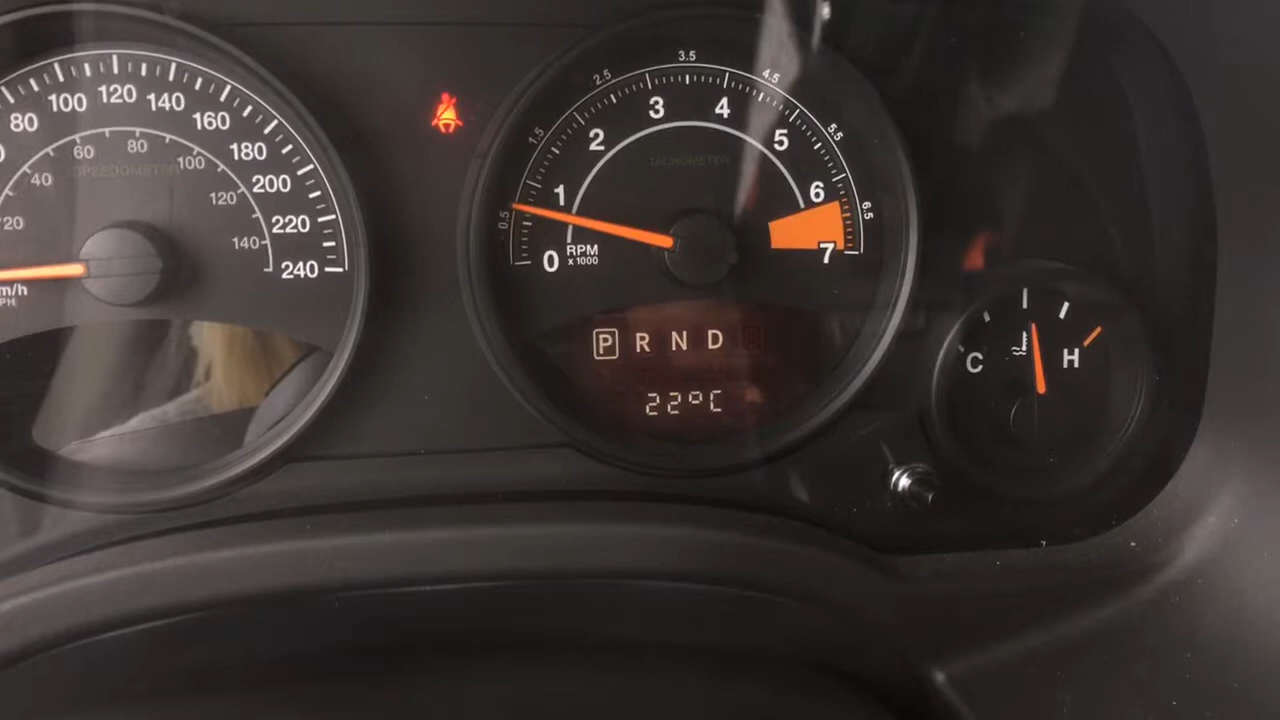 80 100 120 140 160 180 200 220 240
20 40 60 80 100 120 140
SPEEDOMETER
m/h
PH
0.5 1.5 2.5 3.5 4.5 5.5 6.5
0 1 2 3 4 5 6 7
TACHOMETER
RPM
x 1000
P R N D
22°C
C H